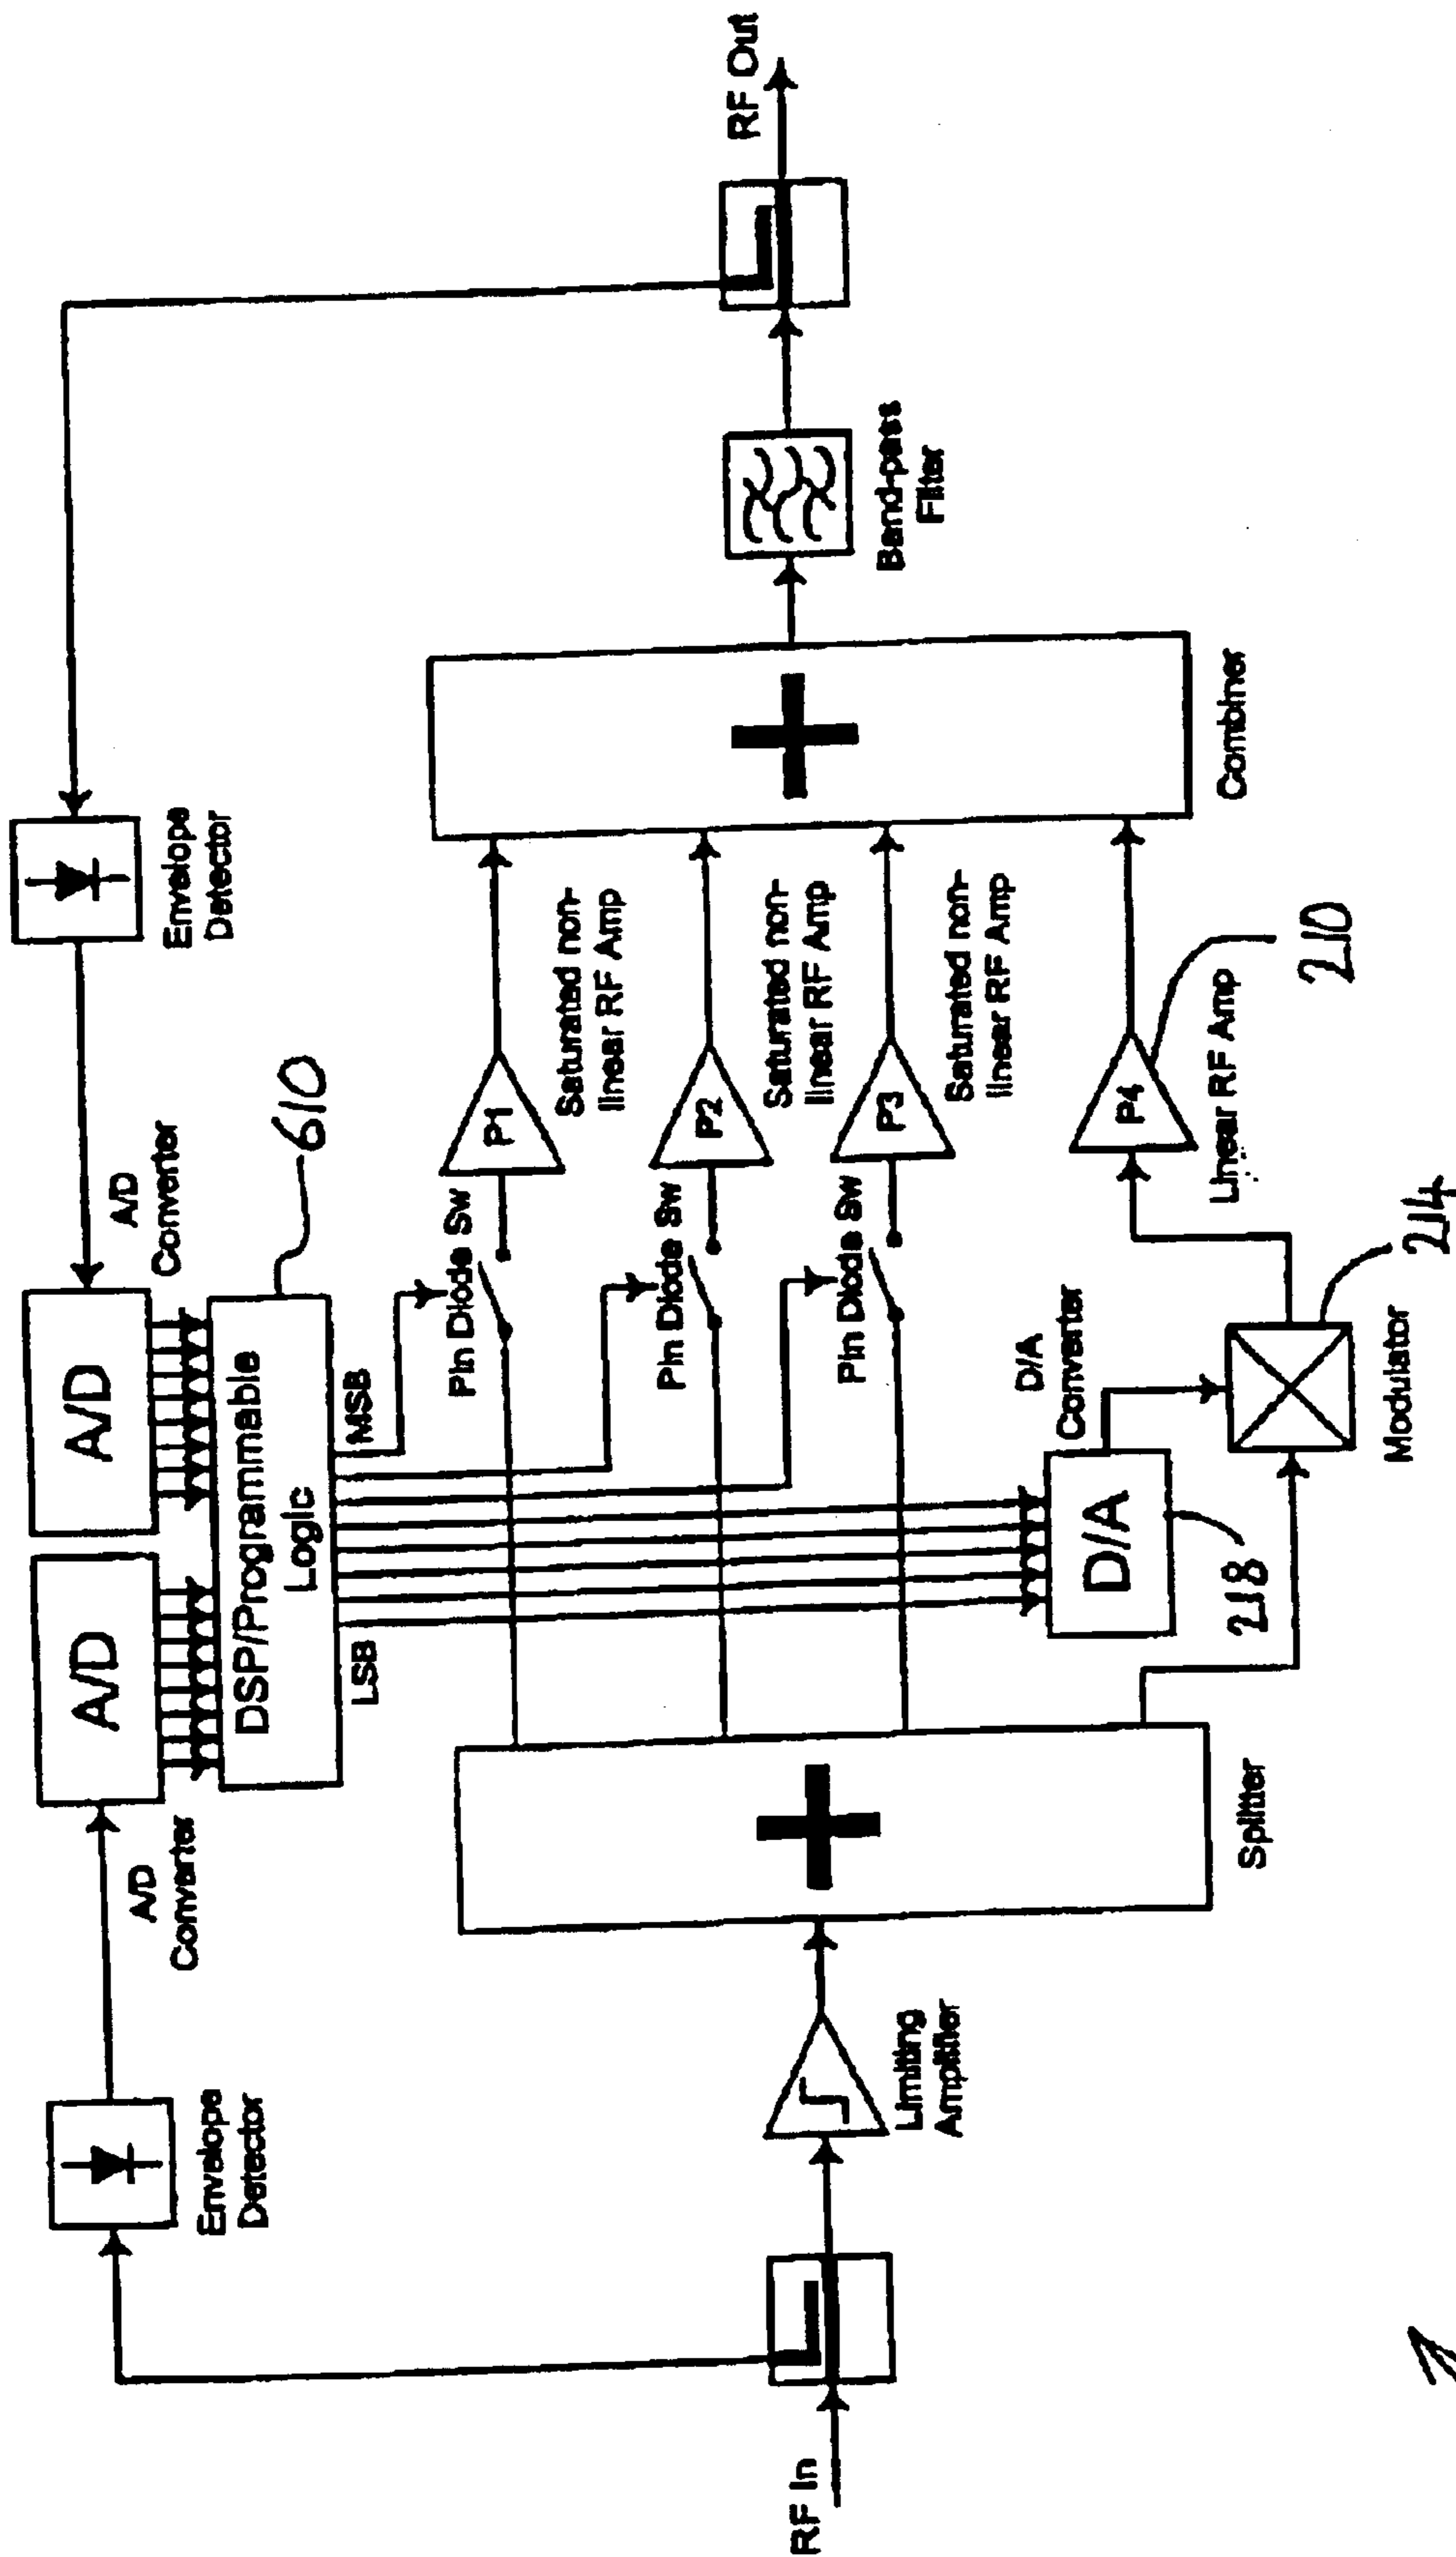 RF In
Envelope
Detector
A/D
Converter
A/D
A/D
A/D
Converter
Envelope
Detector
DSP/Programmable
Logic
610
LSB
MSB
Limiting
Amplifier
Splitter
Pin Diode Sw
P1
Saturated non-
linear RF Amp
Pin Diode Sw
P2
Saturated non-
linear RF Amp
Pin Diode Sw
P3
Saturated non-
linear RF Amp
D/A
Converter
D/A
218
Modulator
214
P4
Linear RF Amp
210
Combiner
Band-pass
Filter
RF Out